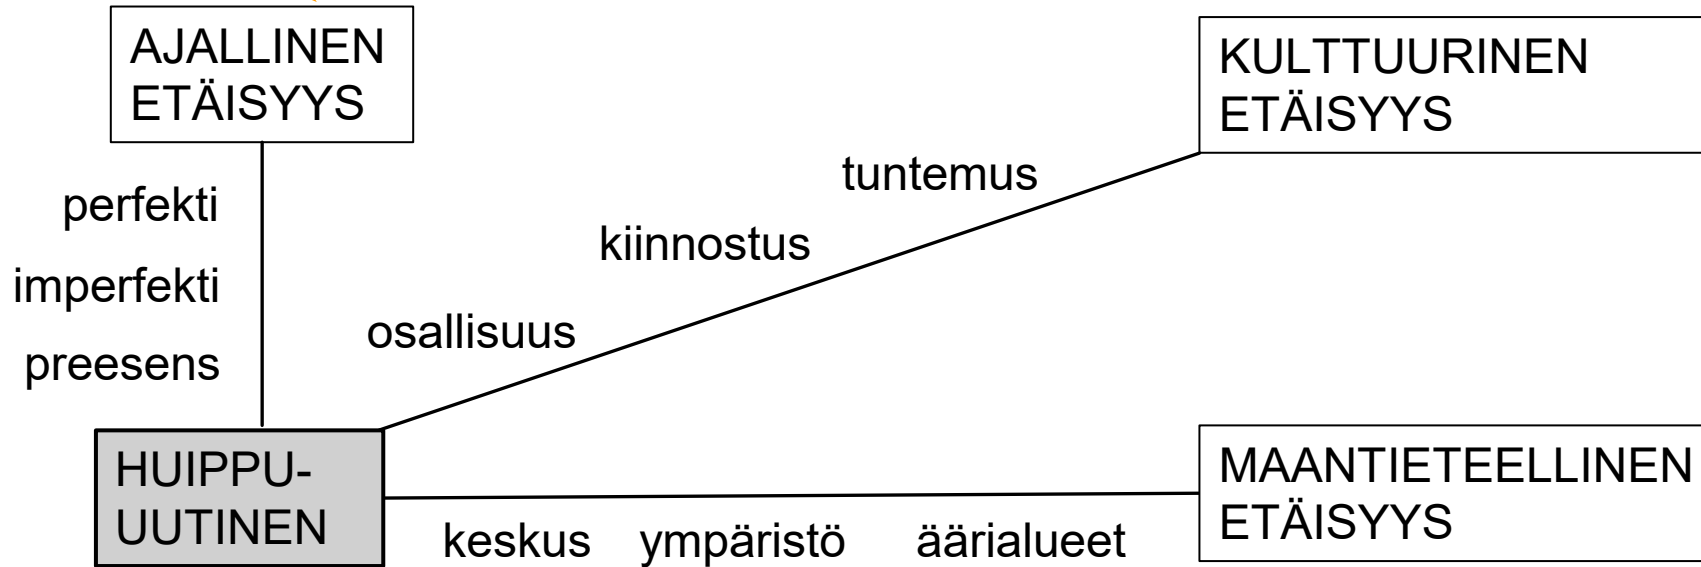 AJALLINEN
ETÄISYYS
KULTTUURINEN
ETÄISYYS
tuntemus
perfekti
kiinnostus
imperfekti
osallisuus
preesens
HUIPPU-
UUTINEN
MAANTIETEELLINEN
ETÄISYYS
keskus ympäristö äärialueet